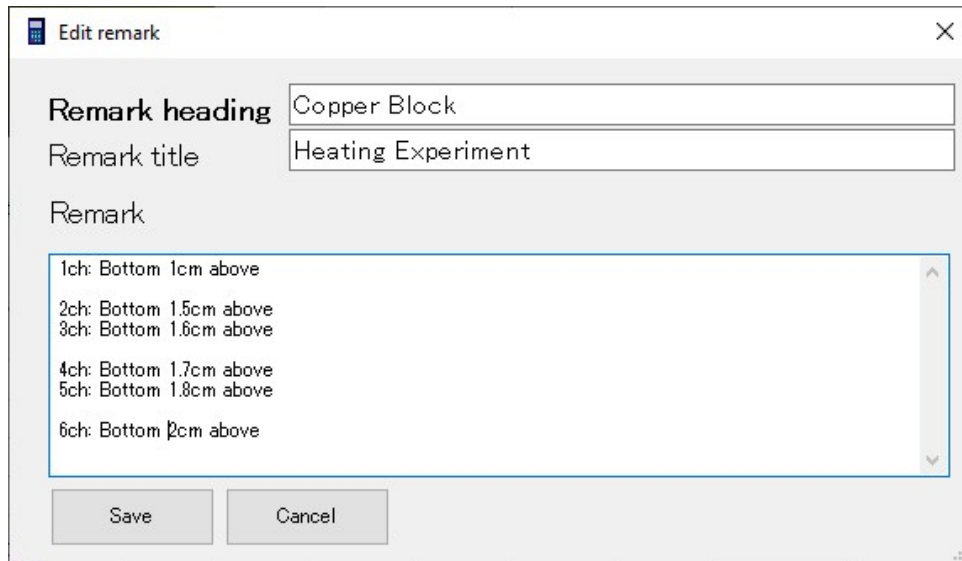 Edit remark
Remark heading
Copper Block
Remark title
Heating Experiment
Remark
1ch: Bottom 1cm above
2ch: Bottom 1.5cm above
3ch: Bottom 1.6cm above
4ch: Bottom 1.7cm above
5ch: Bottom 1.8cm above
6ch: Bottom 2cm above
Save
Cancel